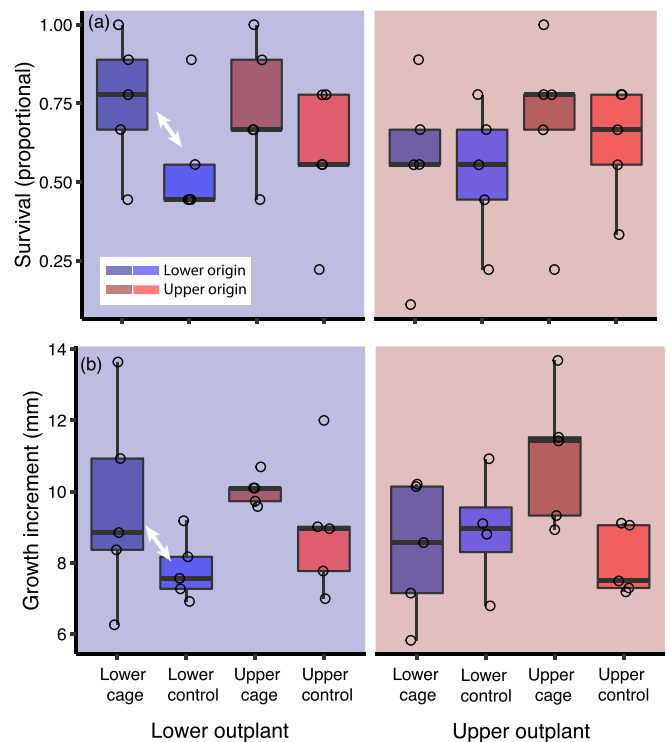 (a)
Survival (proportional)
1.00
0.75
0.50
0.25
Lower origin
Upper origin
(b)
Growth increment (mm)
14
12
10
8
6
Lower cage
Lower control
Upper cage
Upper control
Lower cage
Lower control
Upper cage
Upper control
Lower outplant
Upper outplant